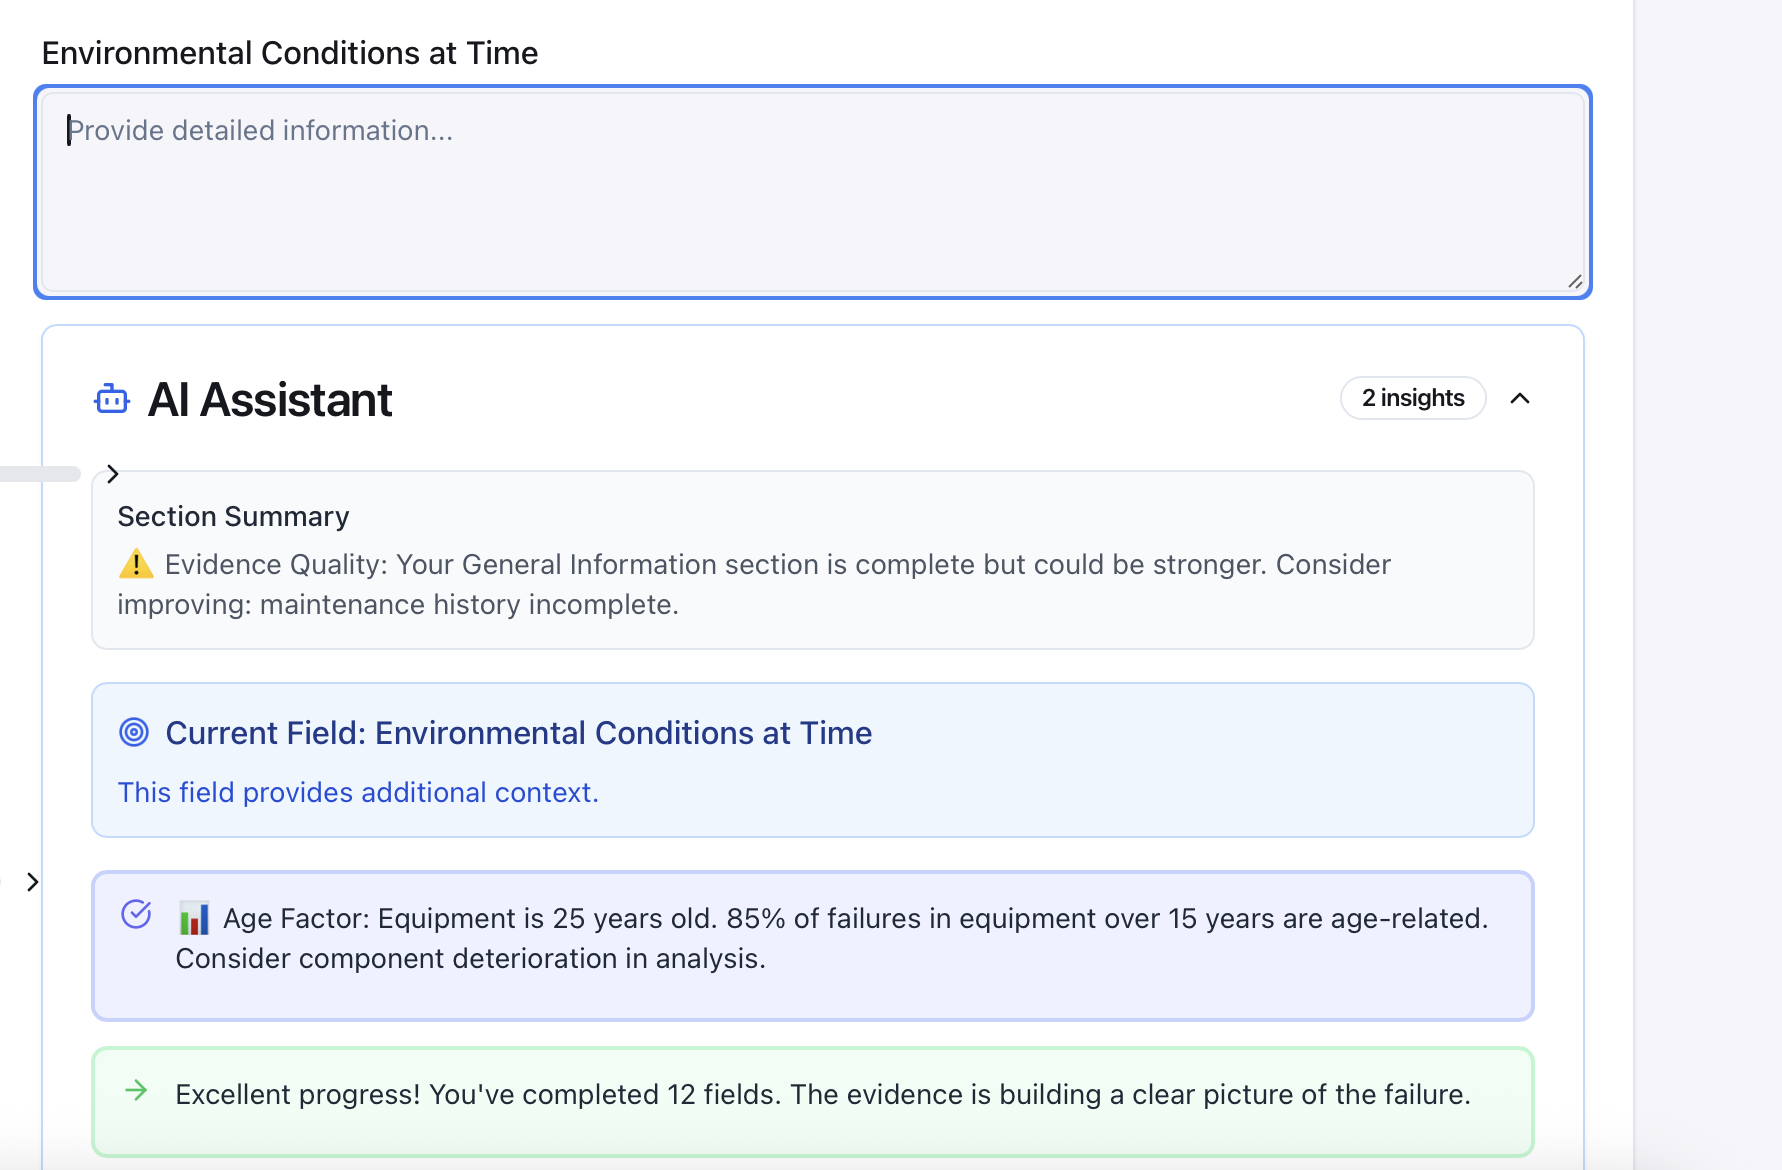 Environmental Conditions at Time
Provide detailed information...
AI Assistant
2 insights
Section Summary
⚠️ Evidence Quality: Your General Information section is complete but could be stronger. Consider
improving: maintenance history incomplete.
Current Field: Environmental Conditions at Time
This field provides additional context.
📊 Age Factor: Equipment is 25 years old. 85% of failures in equipment over 15 years are age-related.
Consider component deterioration in analysis.
Excellent progress! You've completed 12 fields. The evidence is building a clear picture of the failure.